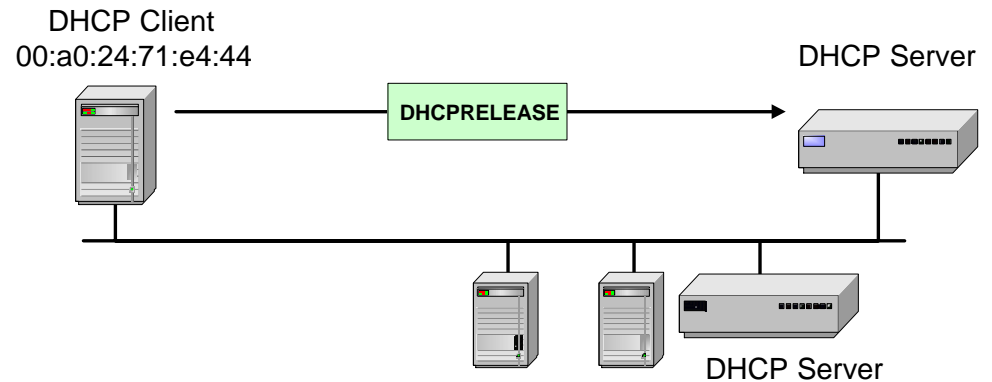 DHCP Client
00:a0:24:71:e4:44
DHCP Server
DHCPRELEASE
DHCP Server